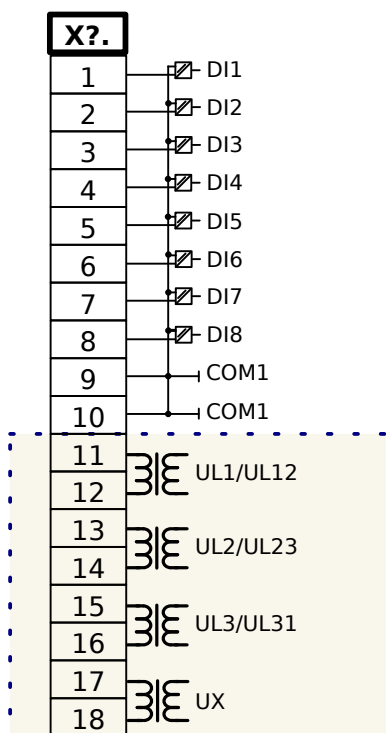 X?.
1 DI1
2 DI2
3 DI3
4 DI4
5 DI5
6 DI6
7 DI7
8 DI8
9 COM1
10 COM1
11
UL1/UL12
12
13
UL2/UL23
14
15
UL3/UL31
16
17
UX
18